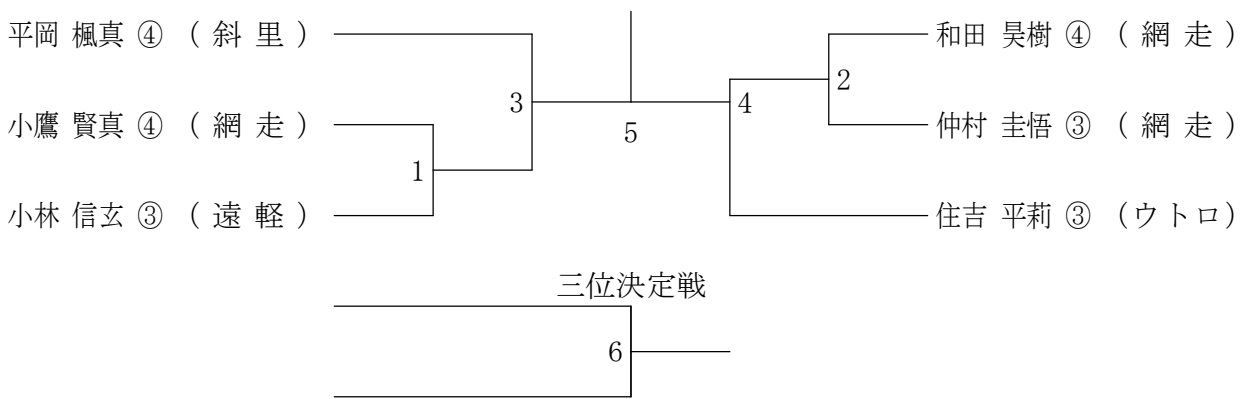 平岡 楓真 ④ （ 斜 里 ）
小鷹 賢真 ④ （ 網 走 ）
小林 信玄 ③ （ 遠 軽 ）
1
3
5
4
2
和田 昊樹 ④ （ 網 走 ）
仲村 圭悟 ③ （ 網 走 ）
住吉 平莉 ③ （ウトロ）
三位決定戦
6